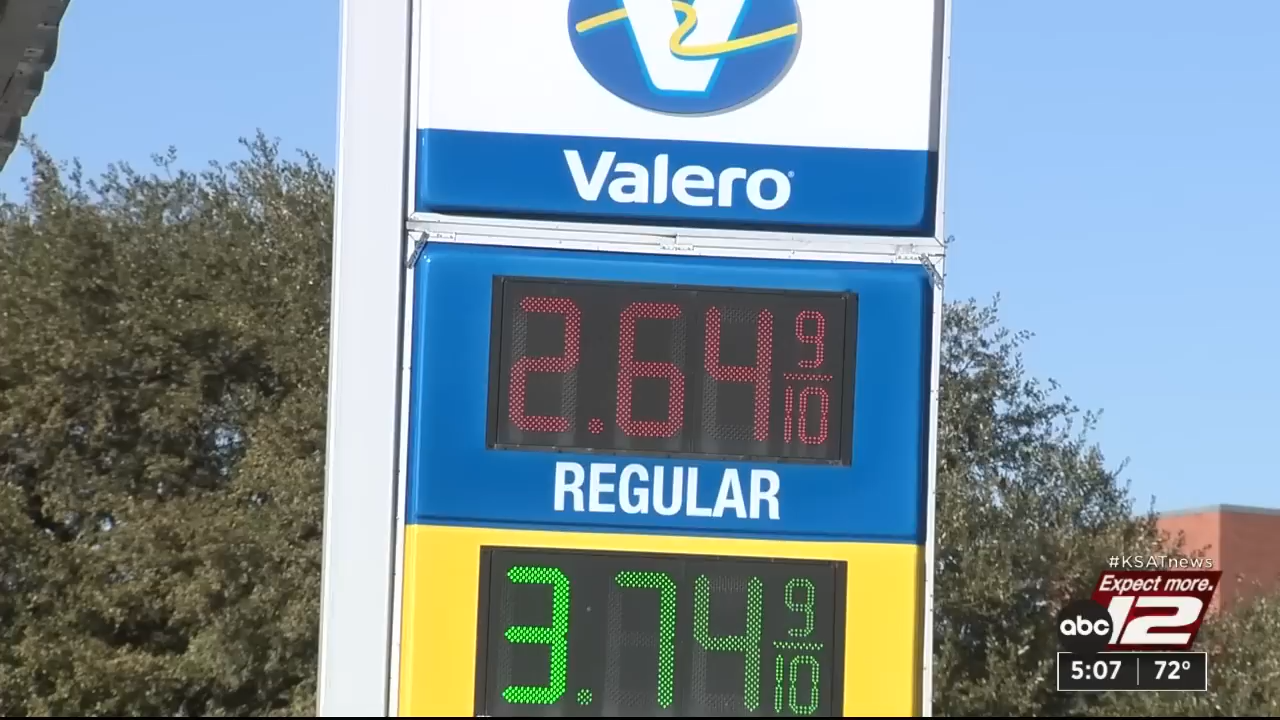 Valero
2.64 9/10
REGULAR
3.74 9/10
#KSATnews
Expect more.
abc 12
5:07 72°